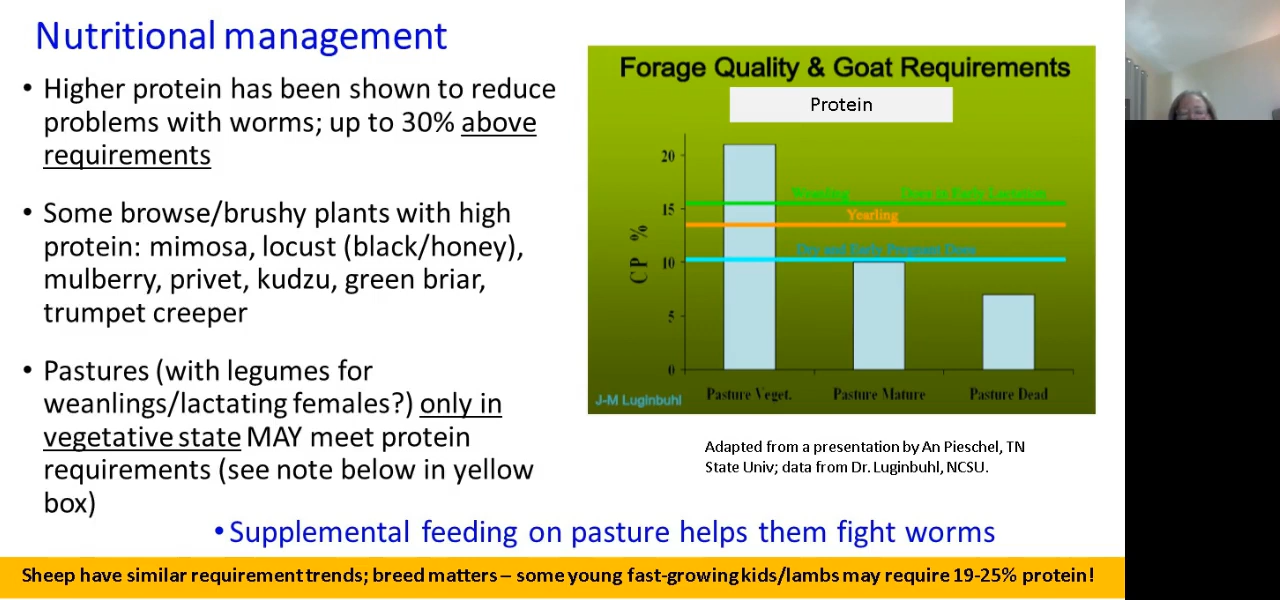 Nutritional management
• Higher protein has been shown to reduce
problems with worms; up to 30% above
requirements
• Some browse/brushy plants with high
protein: mimosa, locust (black/honey),
mulberry, privet, kudzu, green briar,
trumpet creeper
• Pastures (with legumes for
weanlings/lactating females?) only in
vegetative state MAY meet protein
requirements (see note below in yellow
box)
Forage Quality & Goat Requirements
Protein
CP %
20
15
10
5
0
Weanling Does in Early Lactation
Yearling
Dry and Early Pregnant Does
Pasture Veget. Pasture Mature Pasture Dead
J-M Luginbuhl
Adapted from a presentation by An Pieschel, TN
State Univ; data from Dr. Luginbuhl, NCSU.
• Supplemental feeding on pasture helps them fight worms
Sheep have similar requirement trends; breed matters – some young fast-growing kids/lambs may require 19-25% protein!